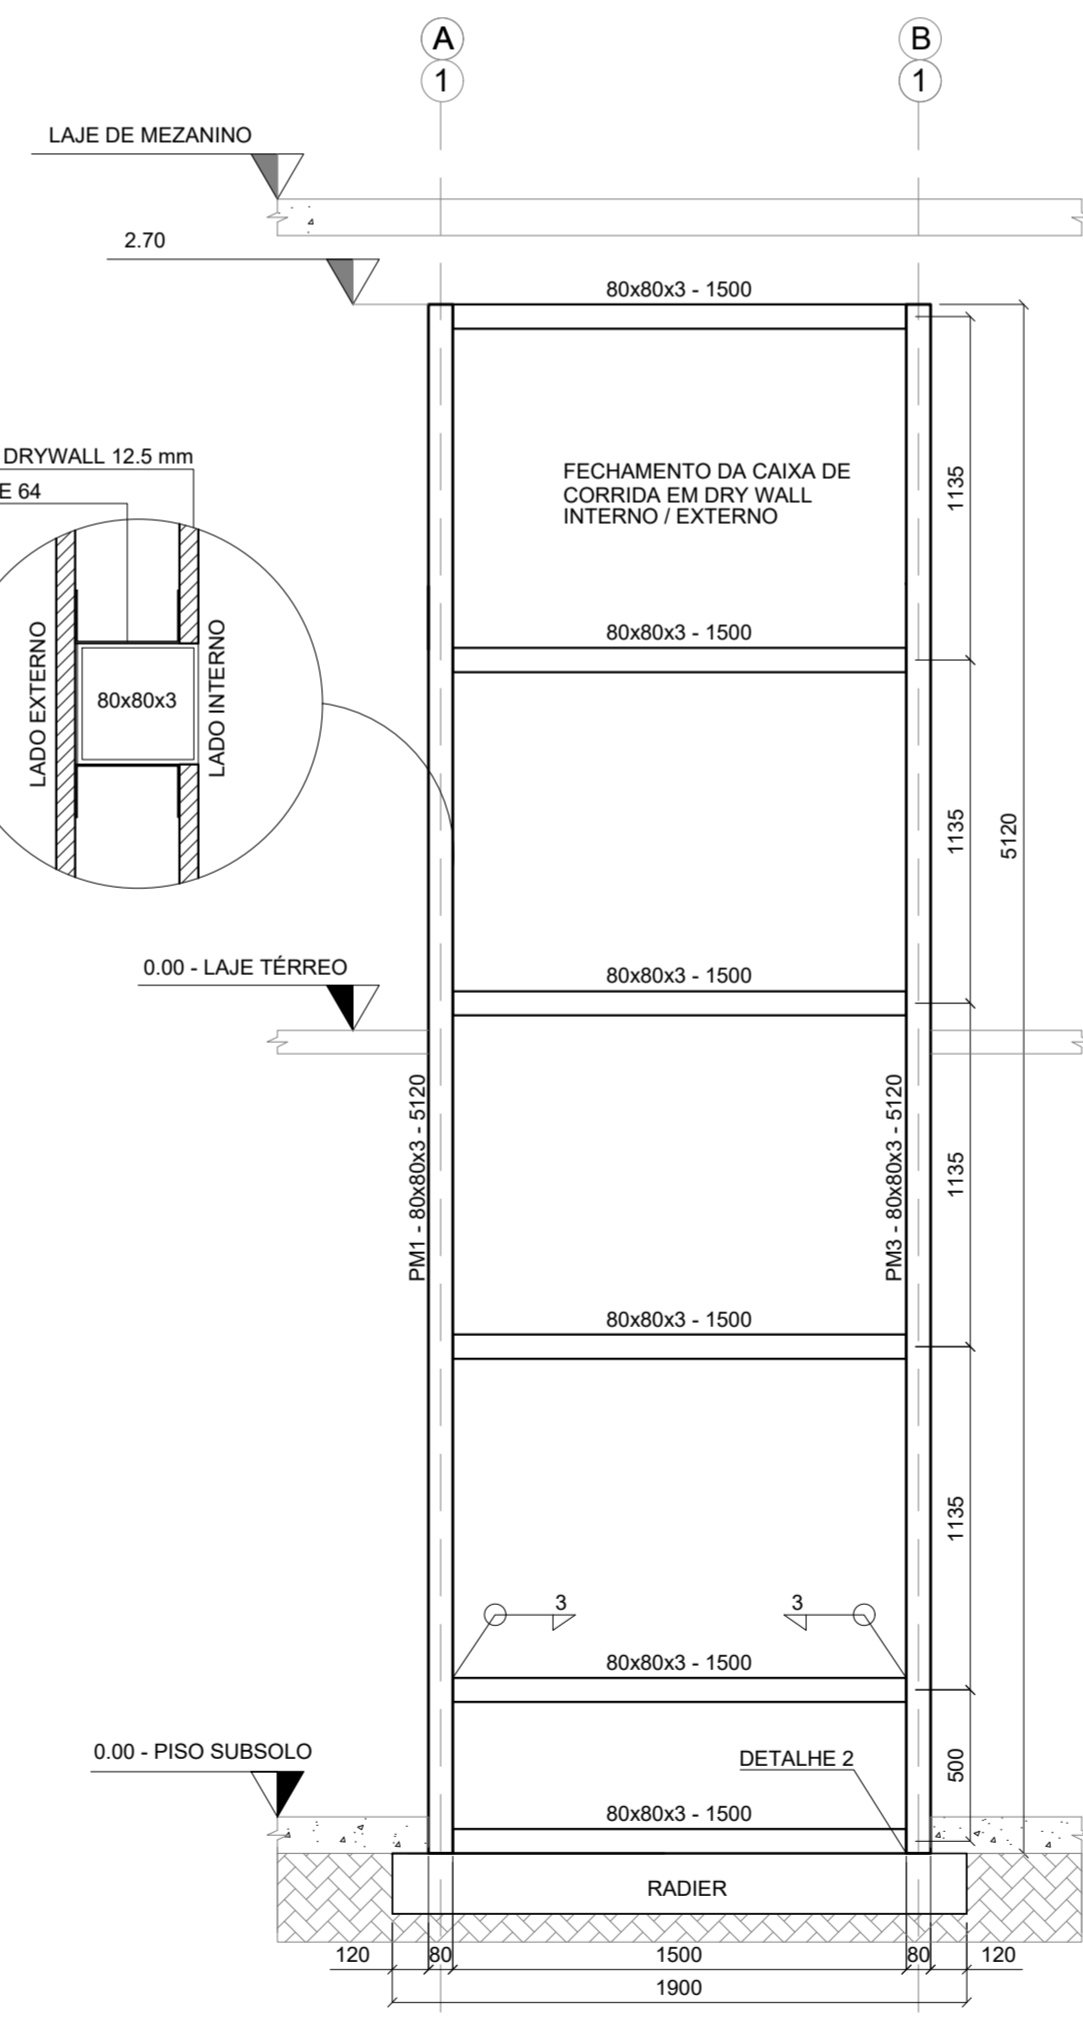 A
B
1
1
LAJE DE MEZANINO
2.70
80x80x3 - 1500
DRYWALL 12.5 mm
E 64
FECHAMENTO DA CAIXA DE
CORRIDA EM DRY WALL
INTERNO / EXTERNO
1135
80x80x3 - 1500
LADO EXTERNO
80x80x3
LADO INTERNO
1135
5120
0.00 - LAJE TÉRREO
80x80x3 - 1500
PM1 - 80x80x3 - 5120
PM3 - 80x80x3 - 5120
1135
80x80x3 - 1500
1135
3
3
80x80x3 - 1500
0.00 - PISO SUBSOLO
DETALHE 2
500
80x80x3 - 1500
RADIER
120
80
1500
80
120
1900